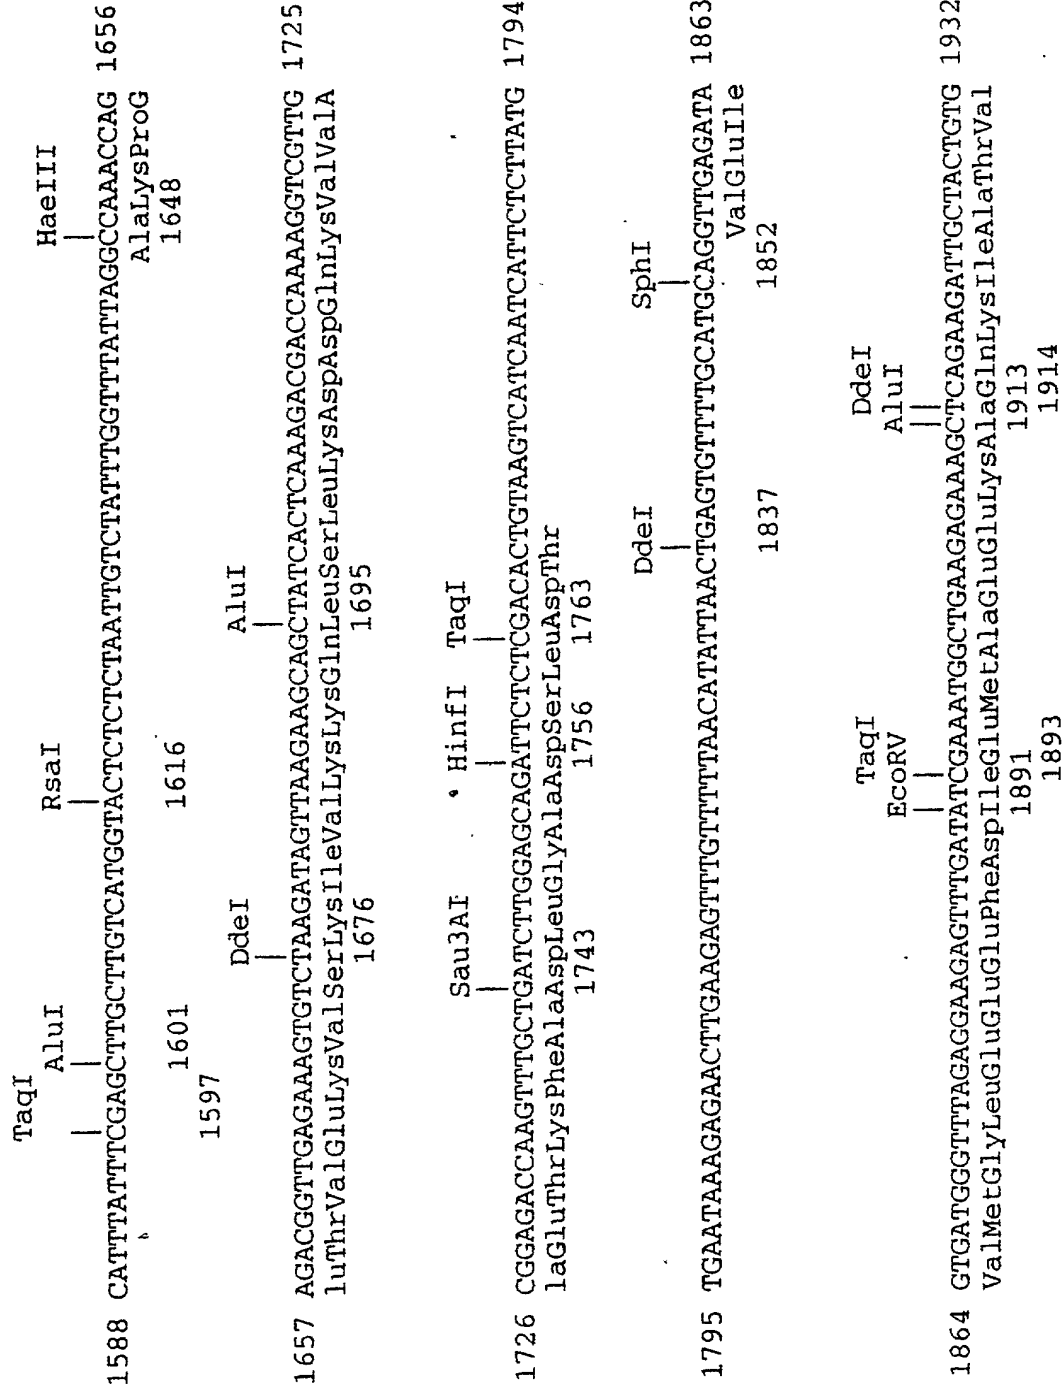 HaeIII
TaqI
AluI RsaI
1588 CATTTATTTCGAGCTTGCTTGTCATGGTACTCTCTCTAATTGTCTATTTGGTTTATTAGGCCAAACCAG 1656
AlaLysProG
1601 1616 1648
1597
DdeI AluI
1657 AGACGGTTGAGAAAGTGTCTAAGATAGTTAAGAAGCAGCTATCACTCAAAGACGACCAAAAGGTCGTTG 1725
luThrValGluLysValSerLysIleValLysLysGlnLeuSerLeuLysAspAspGlnLysValValA
1676 1695
Sau3AI HinfI TaqI
1726 CGGAGACCAAGTTTGCTGATCTTGGAGCAGATTCTCTCGACACTGTAAGTCATCAATCATTCTCTTATG 1794
laGluThrLysPheAlaAspLeuGlyAlaAspSerLeuAspThr
1743 1756 1763
DdeI SphI
1795 TGAATAAAGAGAACTTGAAGAGTTTGTTTTTAACATATTAACTGAGTGTTTTGCATGCAGGTTGAGATA 1863
ValGluIle
1837 1852
TaqI DdeI
EcoRV AluI
1864 GTGATGGGTTTAGAGGAAGAGTTTGATATCGAAATGGCTGAAGAGAAAGCTCAGAAGATTGCTACTGTG 1932
ValMetGlyLeuGluGluGluPheAspIleGluMetAlaGluGluLysAlaGlnLysIleAlaThrVal
1891 1913
1893 1914